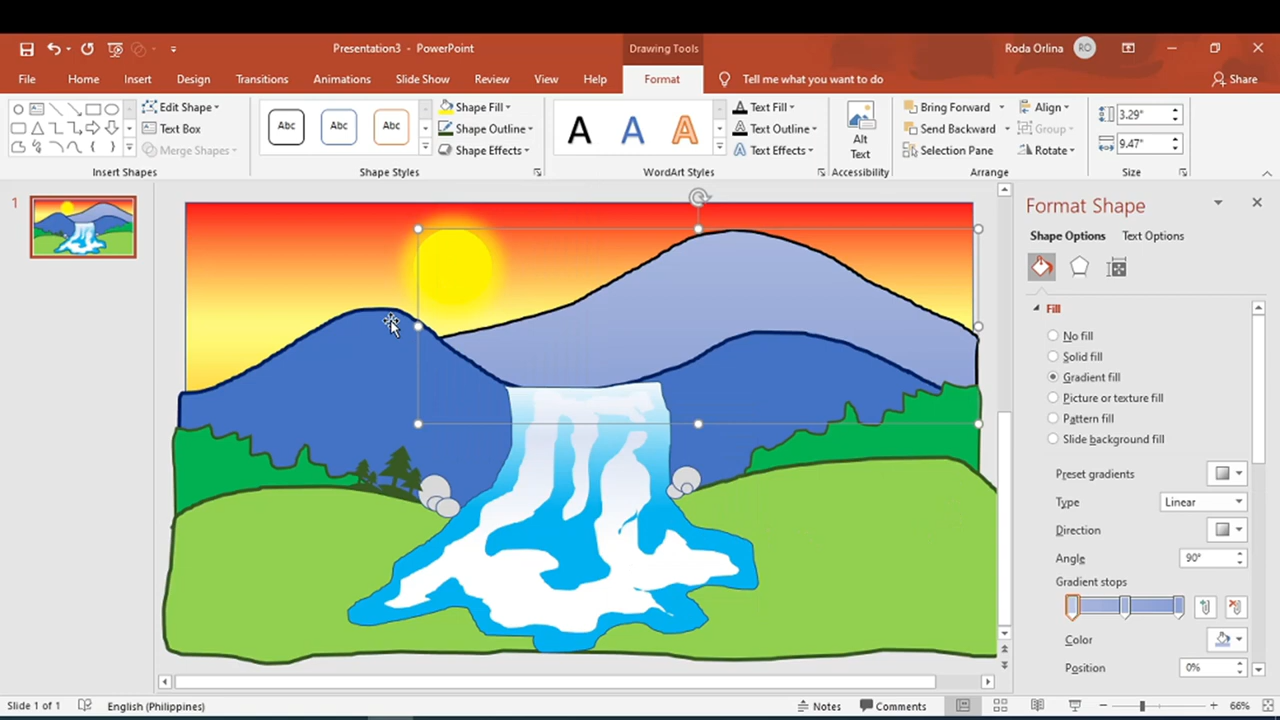 Presentation3 - PowerPoint
Drawing Tools
Roda Orlina
RO
File
Home
Insert
Design
Transitions
Animations
Slide Show
Review
View
Help
Format
Tell me what you want to do
Share
Edit Shape
Text Box
Merge Shapes
Insert Shapes
Abc
Abc
Abc
Shape Fill
Shape Outline
Shape Effects
Shape Styles
A
A
A
Text Fill
Text Outline
Text Effects
WordArt Styles
Alt
Text
Accessibility
Bring Forward
Send Backward
Selection Pane
Align
Group
Rotate
Arrange
3.29"
9.47"
Size
1
Format Shape
Shape Options
Text Options
Fill
No fill
Solid fill
Gradient fill
Picture or texture fill
Pattern fill
Slide background fill
Preset gradients
Type
Linear
Direction
Angle
90°
Gradient stops
Color
Position
0%
Slide 1 of 1
English (Philippines)
Notes
Comments
66%